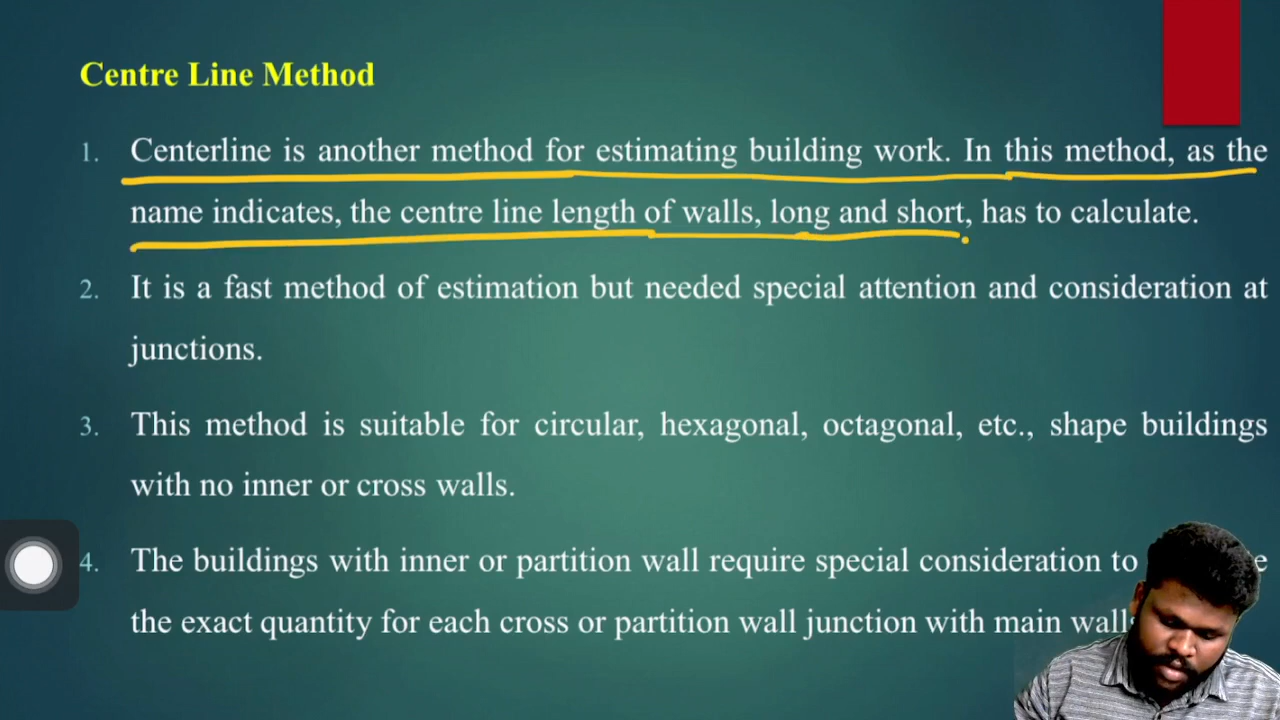 Centre Line Method
1. Centerline is another method for estimating building work. In this method, as the
name indicates, the centre line length of walls, long and short, has to calculate.
2. It is a fast method of estimation but needed special attention and consideration at
junctions.
3. This method is suitable for circular, hexagonal, octagonal, etc., shape buildings
with no inner or cross walls.
4. The buildings with inner or partition wall require special consideration to
the exact quantity for each cross or partition wall junction with main